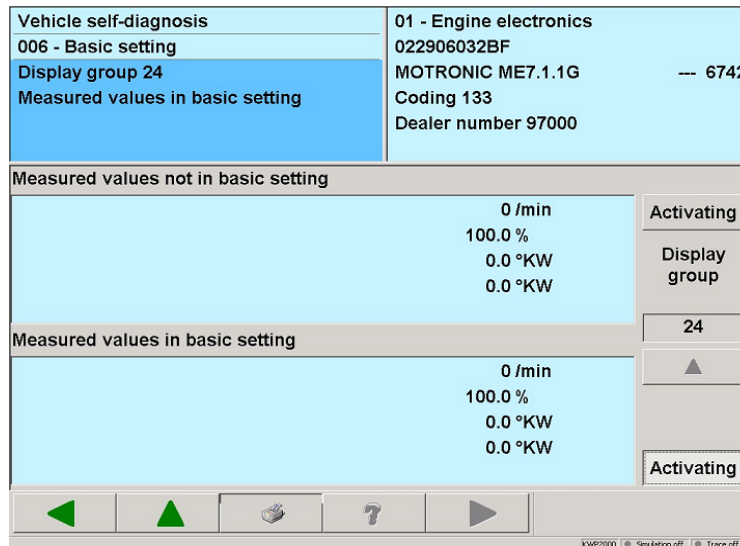 Vehicle self-diagnosis
006 - Basic setting
Display group 24
Measured values in basic setting
01 - Engine electronics
022906032BF
MOTRONIC ME7.1.1G --- 6742
Coding 133
Dealer number 97000
Measured values not in basic setting
0 /min
100.0 %
0.0 °KW
0.0 °KW
Activating
Display
group
24
Measured values in basic setting
0 /min
100.0 %
0.0 °KW
0.0 °KW
Activating
?
KWP2000 Simulation off Trace off